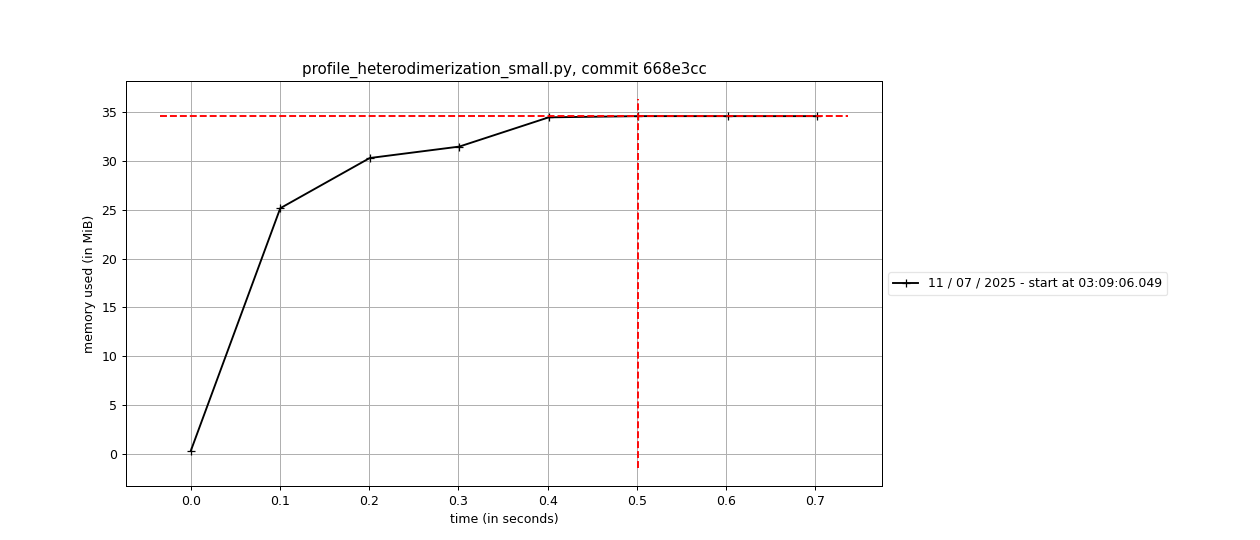 profile_heterodimerization_small.py, commit 668e3cc
35
30
25
20
15
10
5
0
memory used (in MiB)
0.0 0.1 0.2 0.3 0.4 0.5 0.6 0.7
time (in seconds)
11 / 07 / 2025 - start at 03:09:06.049